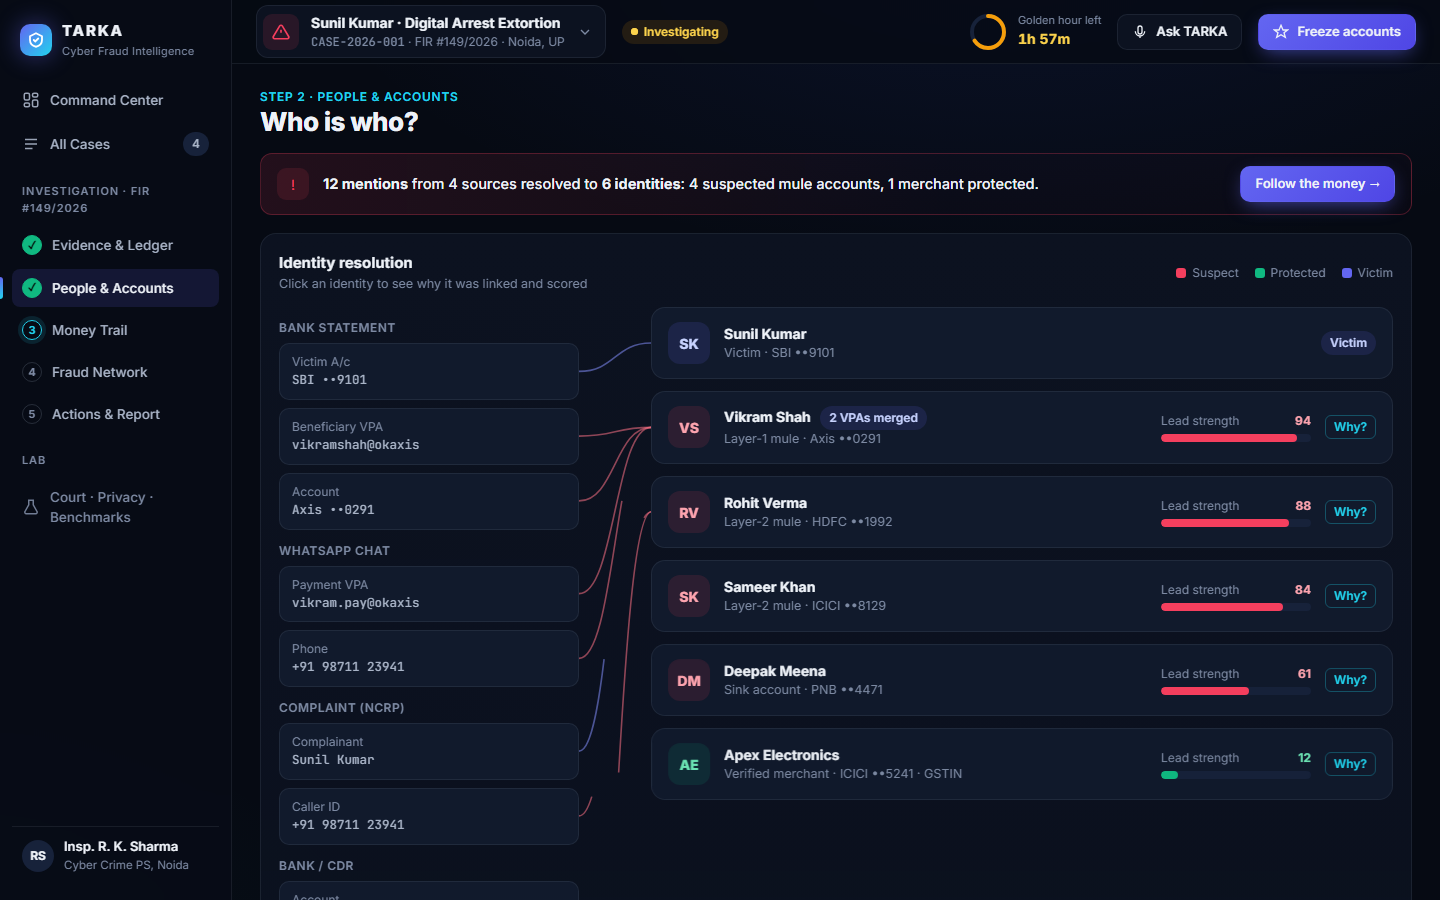 TARKA
Cyber Fraud Intelligence
Command Center
All Cases 4
INVESTIGATION · FIR
#149/2026
Evidence & Ledger
People & Accounts
3 Money Trail
4 Fraud Network
5 Actions & Report
LAB
Court · Privacy ·
Benchmarks
RS
Insp. R. K. Sharma
Cyber Crime PS, Noida
Sunil Kumar · Digital Arrest Extortion
CASE-2026-001 · FIR #149/2026 · Noida, UP
Investigating
Golden hour left
1h 57m
Ask TARKA
Freeze accounts
STEP 2 · PEOPLE & ACCOUNTS
Who is who?
! 12 mentions from 4 sources resolved to 6 identities: 4 suspected mule accounts, 1 merchant protected.
Follow the money →
Identity resolution
Click an identity to see why it was linked and scored
Suspect Protected Victim
BANK STATEMENT
Victim A/c
SBI ••9101
Beneficiary VPA
vikramshah@okaxis
Account
Axis ••0291
WHATSAPP CHAT
Payment VPA
vikram.pay@okaxis
Phone
+91 98711 23941
COMPLAINT (NCRP)
Complainant
Sunil Kumar
Caller ID
+91 98711 23941
BANK / CDR
Account
SK
Sunil Kumar
Victim · SBI ••9101
Victim
VS
Vikram Shah 2 VPAs merged
Layer-1 mule · Axis ••0291
Lead strength 94
Why?
RV
Rohit Verma
Layer-2 mule · HDFC ••1992
Lead strength 88
Why?
SK
Sameer Khan
Layer-2 mule · ICICI ••8129
Lead strength 84
Why?
DM
Deepak Meena
Sink account · PNB ••4471
Lead strength 61
Why?
AE
Apex Electronics
Verified merchant · ICICI ••5241 · GSTIN
Lead strength 12
Why?